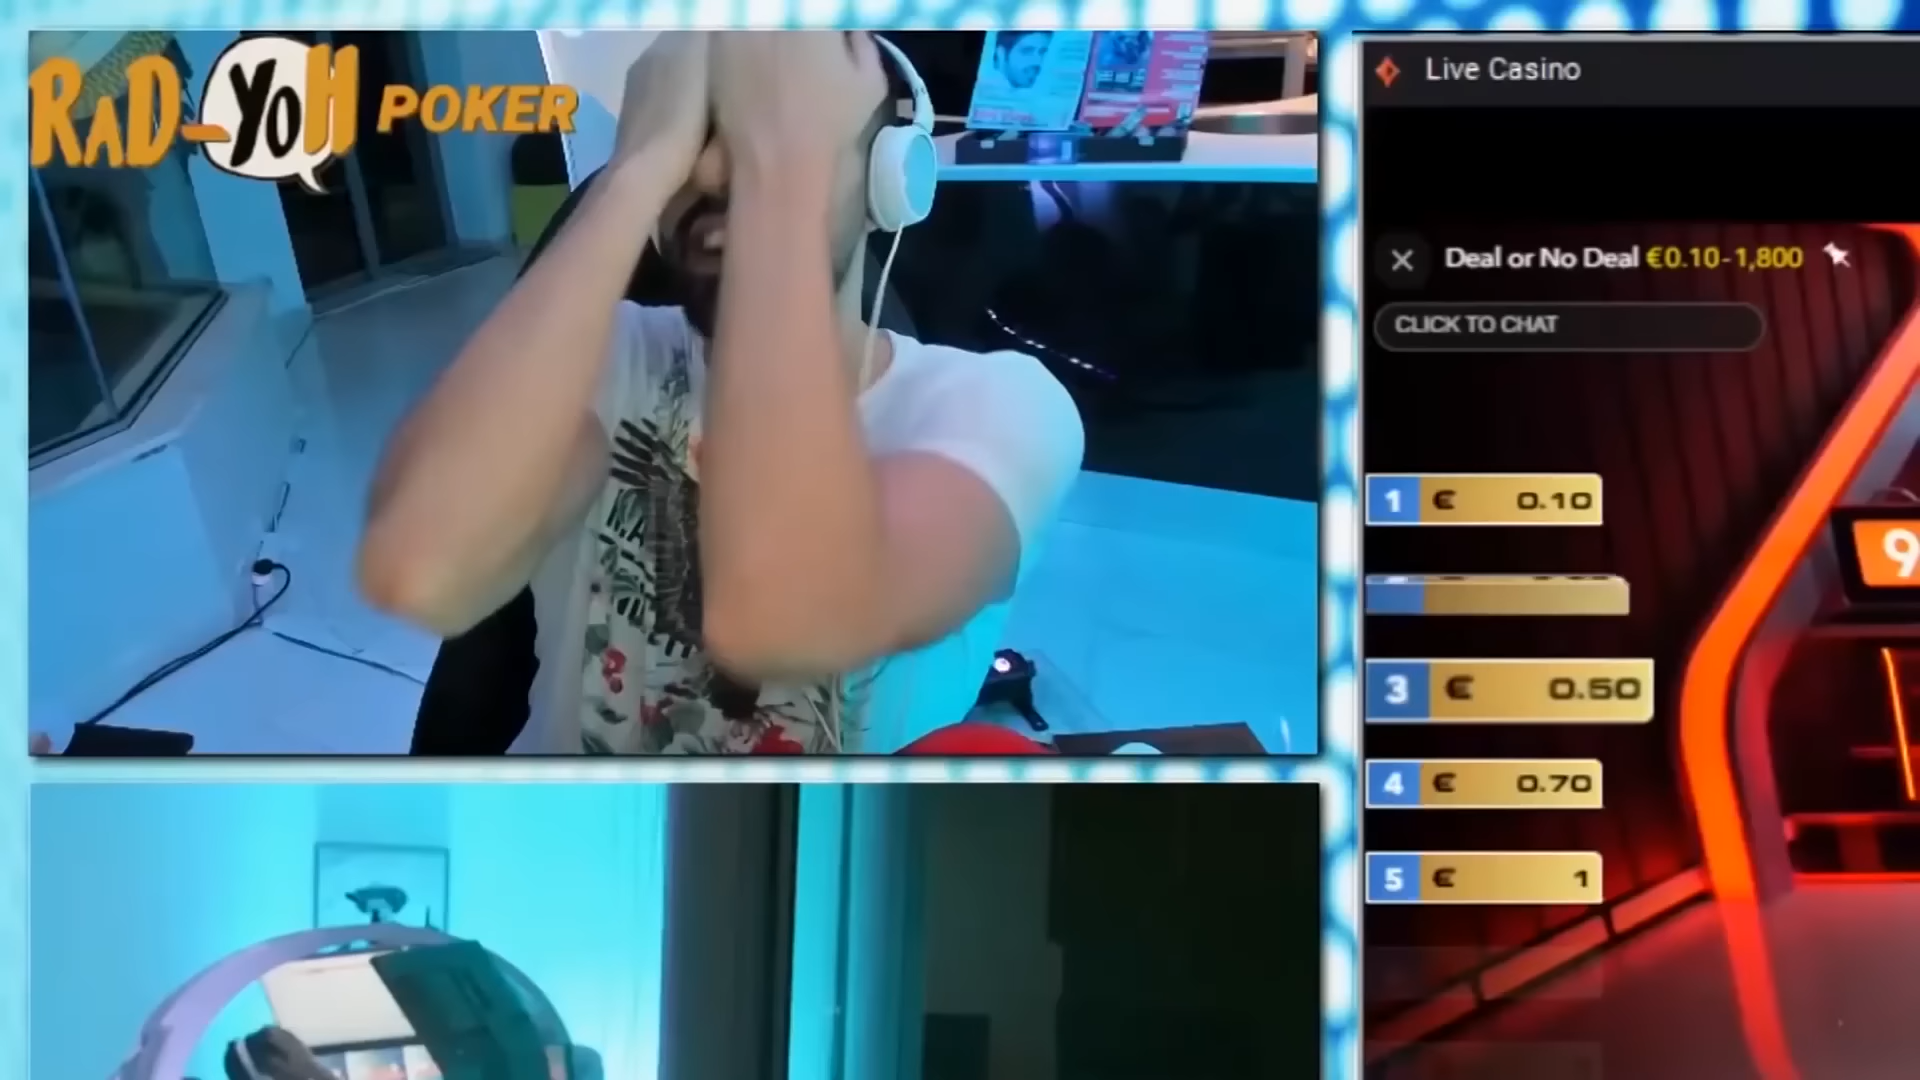 RAD-YOH POKER
Live Casino
Deal or No Deal €0.10-1,800
CLICK TO CHAT
1 € 0.10
3 € 0.50
4 € 0.70
5 € 1
9